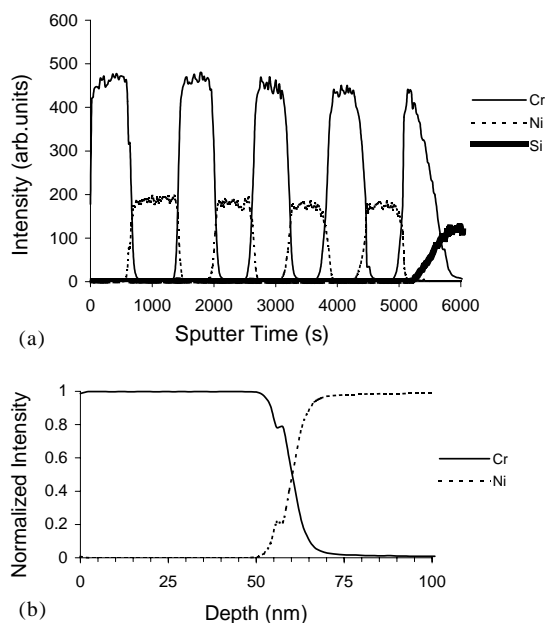 600
500
400
300
200
100
0
Intensity (arb.units)
0 1000 2000 3000 4000 5000 6000
Sputter Time (s)
Cr
Ni
Si
(a)
1
0.8
0.6
0.4
0.2
0
Normalized Intensity
0 25 50 75 100
Depth (nm)
Cr
Ni
(b)